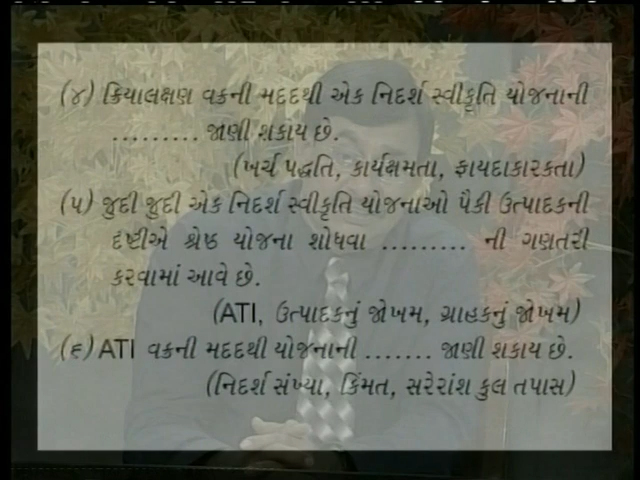 (૪) ક્રિયાલક્ષણ વક્રની મદદથી એક નિદર્શ સ્વીકૃતિ યોજનાની
......... જાણી શકાય છે.
(ખર્ચ પદ્ધતિ, કાર્યક્ષમતા, ફાયદાકારકતા)
(૫) જુદી જુદી એક નિદર્શ સ્વીકૃતિ યોજનાઓ પૈકી ઉત્પાદકની
દૃષ્ટીએ શ્રેષ્ઠ યોજના શોધવા ......... ની ગણતરી
કરવામાં આવે છે.
(ATI, ઉત્પાદકનું જોખમ, ગ્રાહકનું જોખમ)
(૬) ATI વક્રની મદદથી યોજનાની ....... જાણી શકાય છે.
(નિદર્શ સંખ્યા, કિંમત, સરેરાંશ કુલ તપાસ)